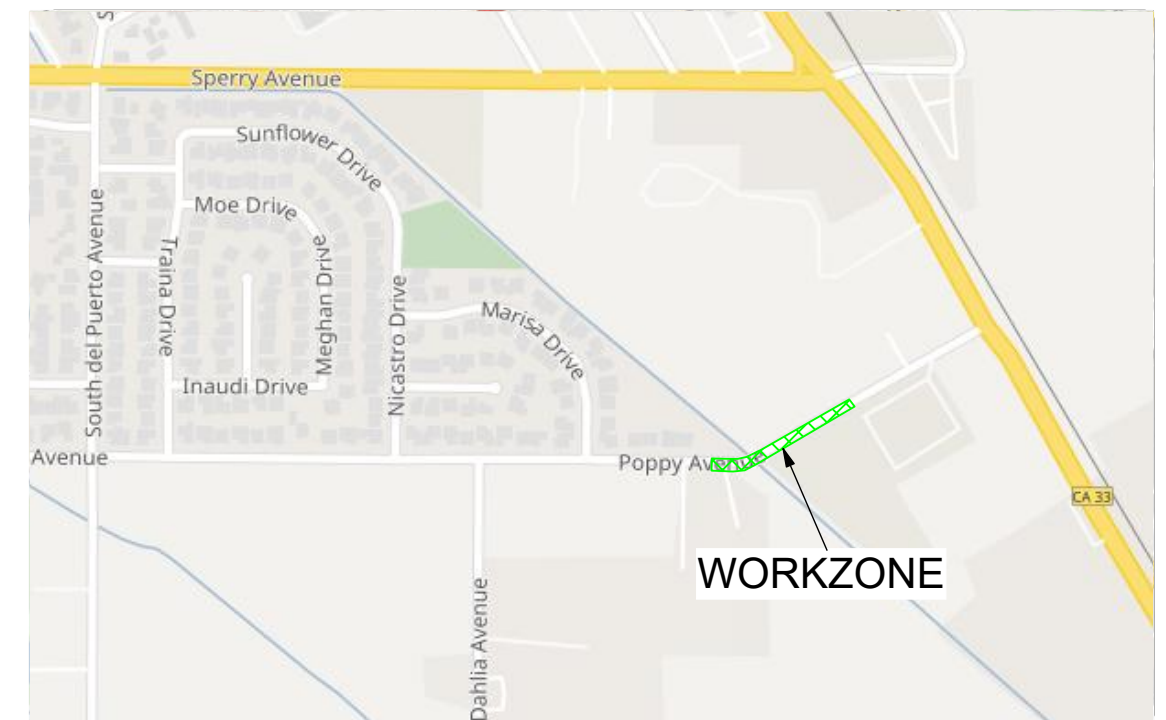 S
Sperry Avenue
Sunflower Drive
Moe Drive
South del Puerto Avenue
Traina Drive
Meghan Drive
Nicastro Drive
Marisa Drive
Inaudi Drive
Avenue
Poppy Avenue
CA 33
WORKZONE
Dahlia Avenue